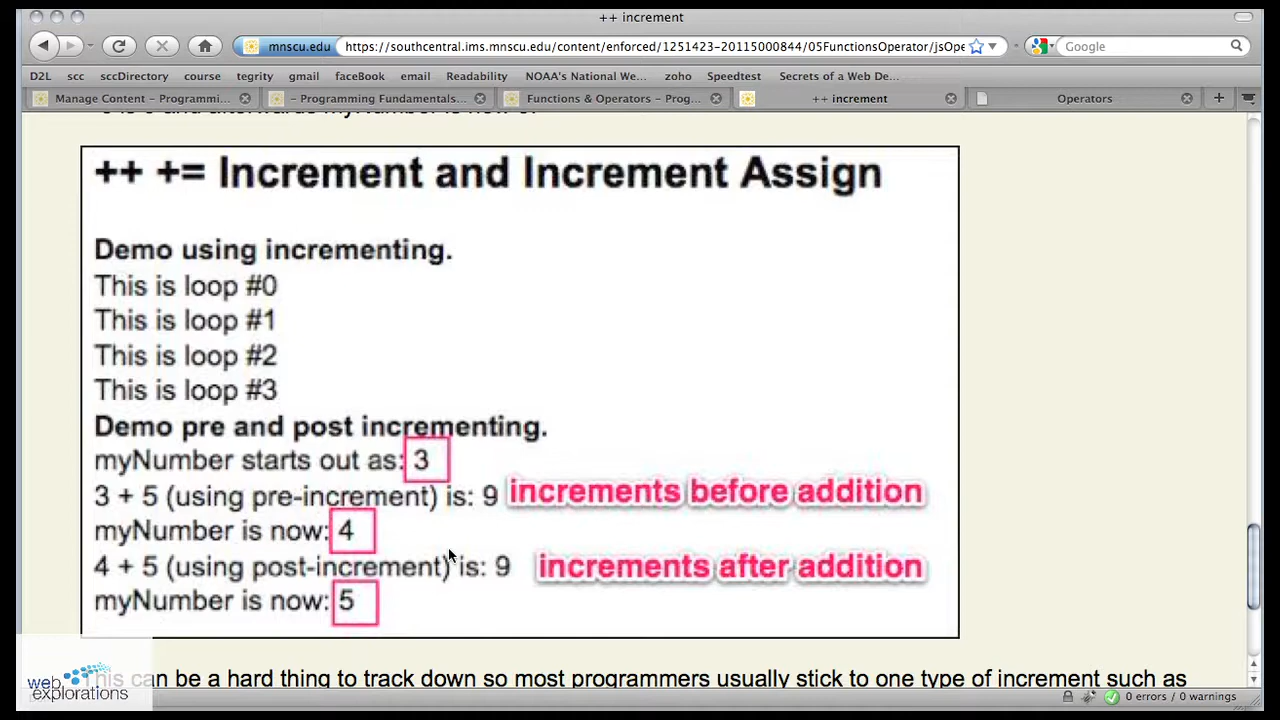 ++ increment
mnscu.edu https://southcentral.ims.mnscu.edu/content/enforced/1251423-20115000844/05FunctionsOperator/jsOpe Google
D2L scc sccDirectory course tegrity gmail faceBook email Readability NOAA's National We... zoho Speedtest Secrets of a Web De...
Manage Content – Programmi... – Programming Fundamentals... Functions & Operators – Prog... ++ increment Operators
++ += Increment and Increment Assign
Demo using incrementing.
This is loop #0
This is loop #1
This is loop #2
This is loop #3
Demo pre and post incrementing.
myNumber starts out as: 3
3 + 5 (using pre-increment) is: 9 increments before addition
myNumber is now: 4
4 + 5 (using post-increment) is: 9 increments after addition
myNumber is now: 5
This can be a hard thing to track down so most programmers usually stick to one type of increment such as
web explorations
0 errors / 0 warnings